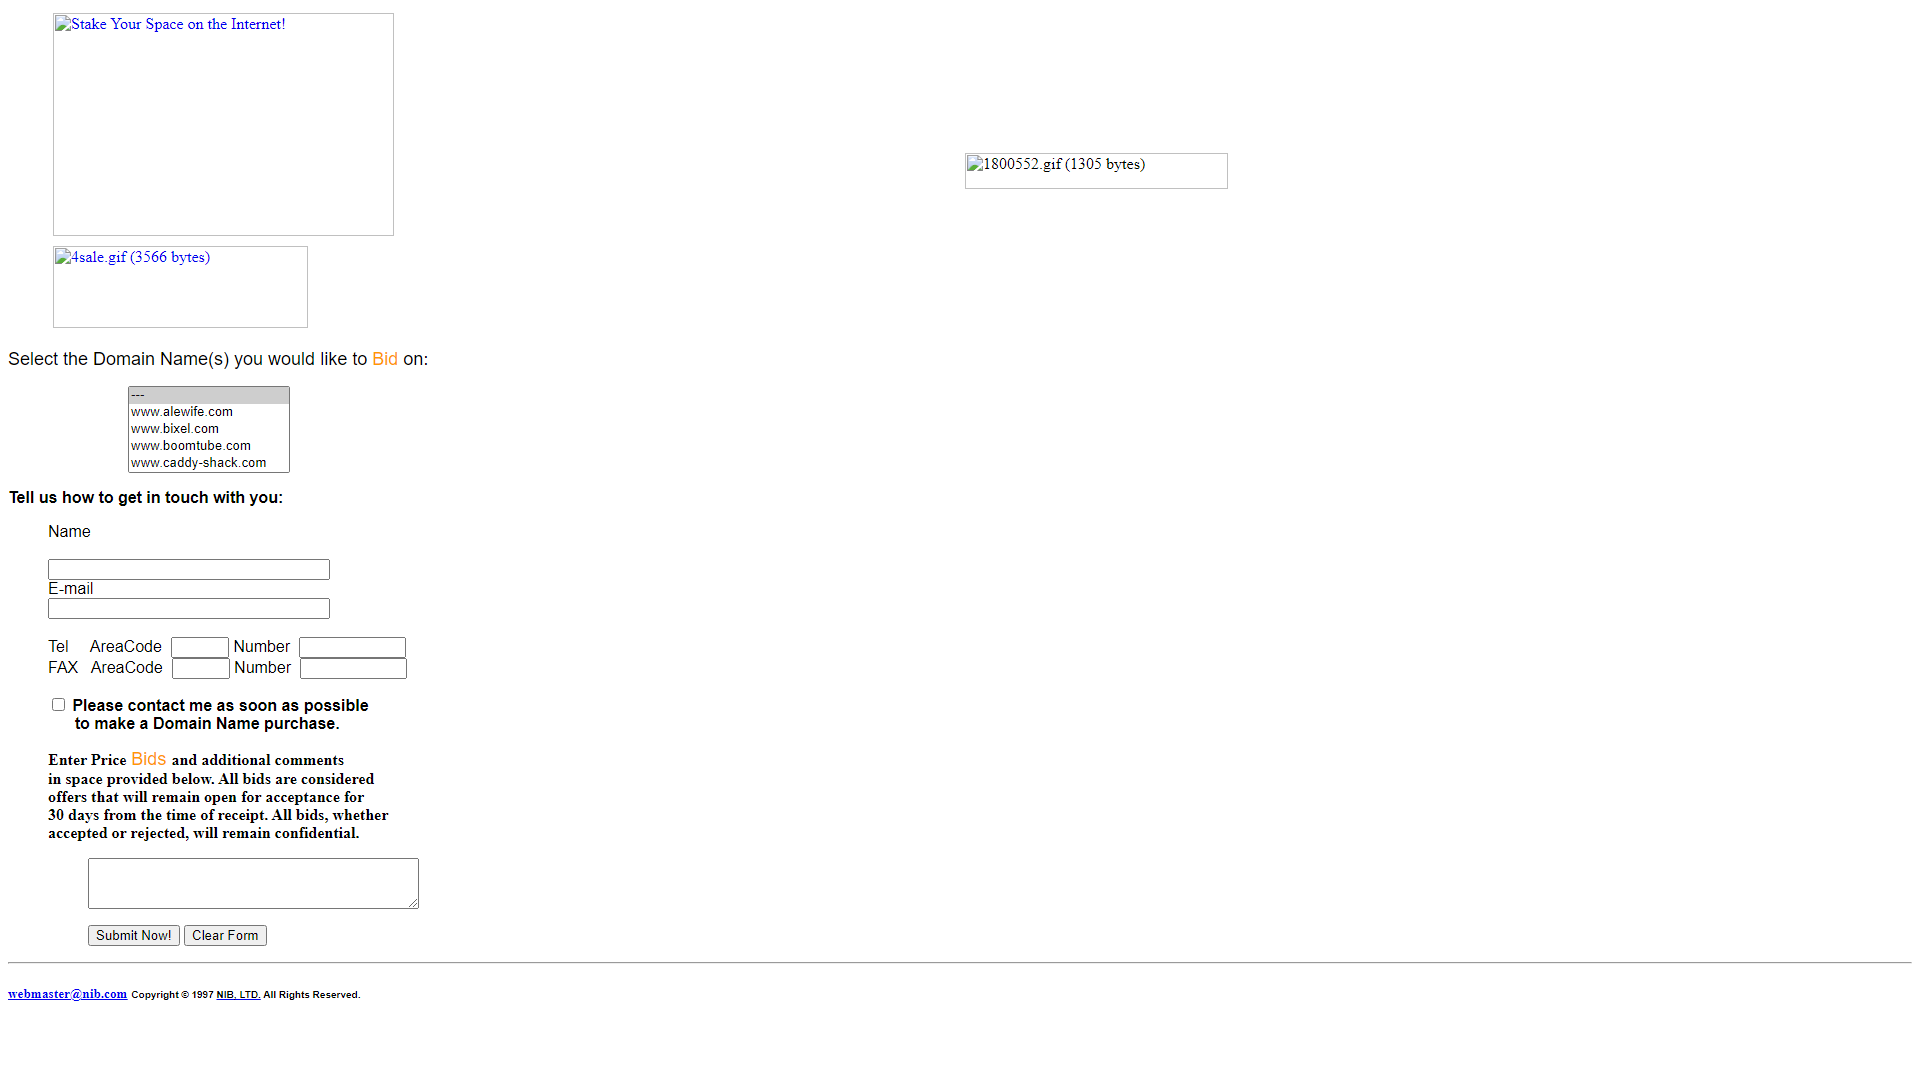 Stake Your Space on the Internet!
1800552.gif (1305 bytes)
4sale.gif (3566 bytes)
Select the Domain Name(s) you would like to Bid on:
---
www.alewife.com
www.bixel.com
www.boomtube.com
www.caddy-shack.com
Tell us how to get in touch with you:
Name
E-mail
Tel AreaCode Number
FAX AreaCode Number
Please contact me as soon as possible
to make a Domain Name purchase.
Enter Price Bids and additional comments
in space provided below. All bids are considered
offers that will remain open for acceptance for
30 days from the time of receipt. All bids, whether
accepted or rejected, will remain confidential.
Submit Now! Clear Form
webmaster@nib.com Copyright © 1997 NIB, LTD. All Rights Reserved.